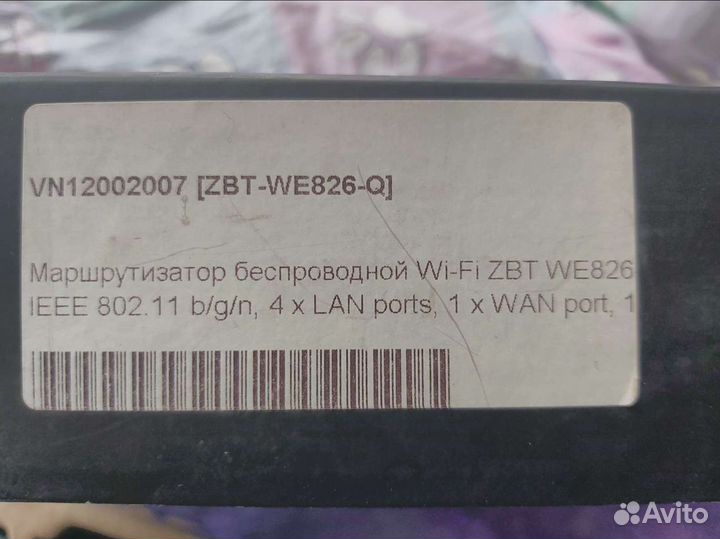 VN12002007 [ZBT-WE826-Q]
Маршрутизатор беспроводной Wi-Fi ZBT WE826
IEEE 802.11 b/g/n, 4 x LAN ports, 1 x WAN port, 1
Avito